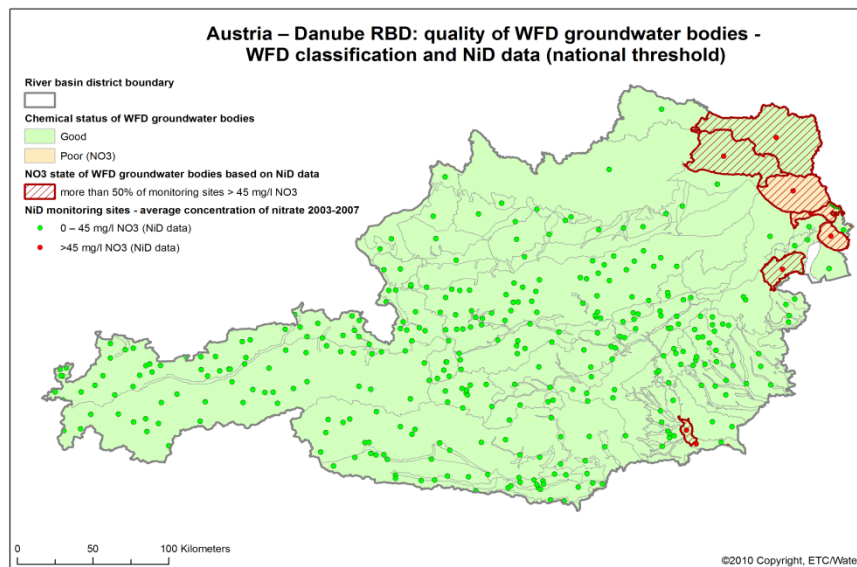 Austria – Danube RBD: quality of WFD groundwater bodies -
WFD classification and NiD data (national threshold)
River basin district boundary
Chemical status of WFD groundwater bodies
Good
Poor (NO3)
NO3 state of WFD groundwater bodies based on NiD data
more than 50% of monitoring sites > 45 mg/l NO3
NiD monitoring sites - average concentration of nitrate 2003-2007
0 – 45 mg/l NO3 (NiD data)
>45 mg/l NO3 (NiD data)
0 50 100 Kilometers
©2010 Copyright, ETC/Wate